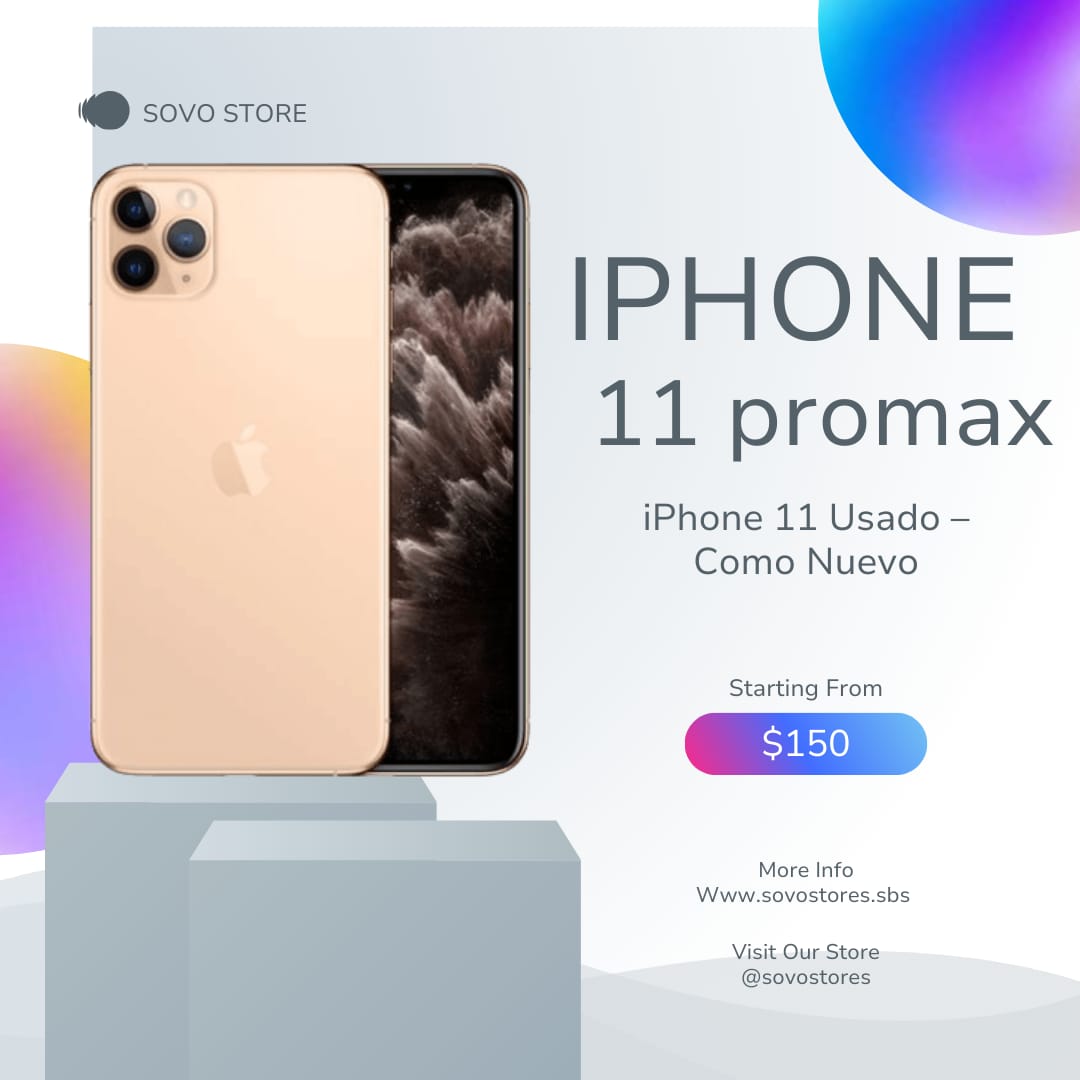 SOVO STORE
IPHONE
11 promax
iPhone 11 Usado –
Como Nuevo
Starting From
$150
More Info
Www.sovostores.sbs
Visit Our Store
@sovostores